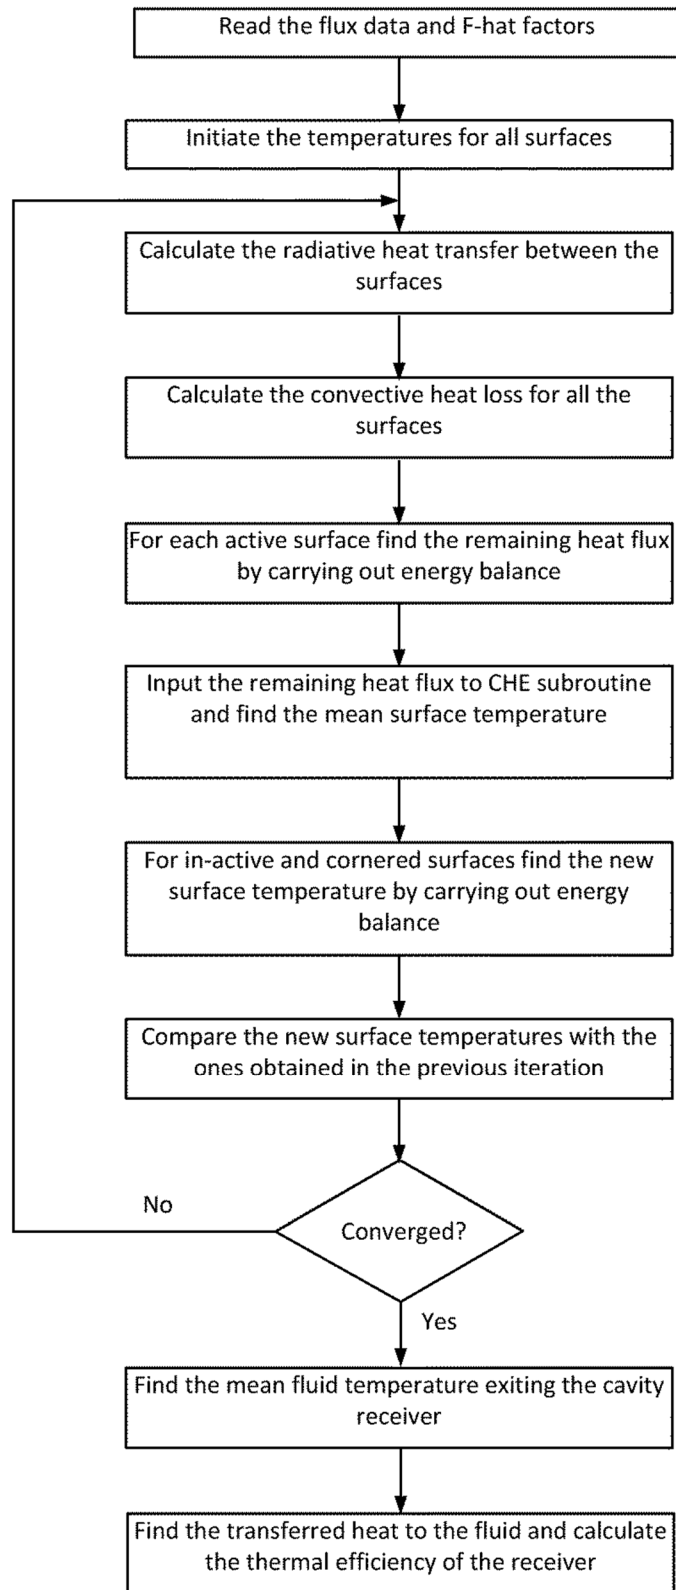 Read the flux data and F-hat factors
Initiate the temperatures for all surfaces
Calculate the radiative heat transfer between the
surfaces
Calculate the convective heat loss for all the
surfaces
For each active surface find the remaining heat flux
by carrying out energy balance
Input the remaining heat flux to CHE subroutine
and find the mean surface temperature
For in-active and cornered surfaces find the new
surface temperature by carrying out energy
balance
Compare the new surface temperatures with the
ones obtained in the previous iteration
No
Converged?
Yes
Find the mean fluid temperature exiting the cavity
receiver
Find the transferred heat to the fluid and calculate
the thermal efficiency of the receiver